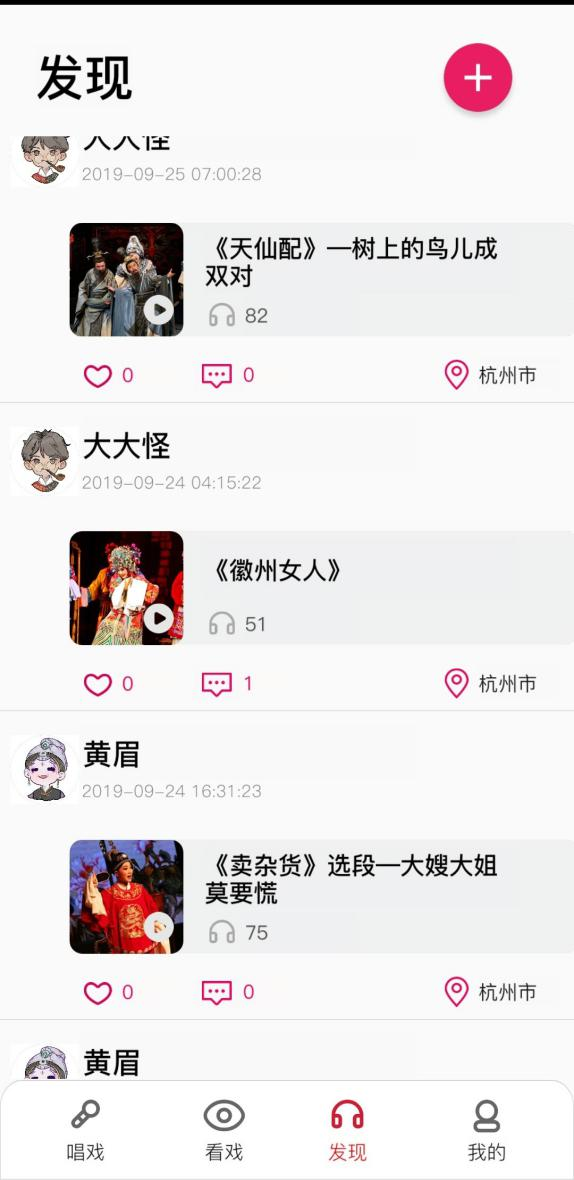 发现
大大怪
2019-09-25 07:00:28
《天仙配》—树上的鸟儿成
双对
82
0
0
杭州市
大大怪
2019-09-24 04:15:22
《徽州女人》
51
0
1
杭州市
黄眉
2019-09-24 16:31:23
《卖杂货》选段—大嫂大姐
莫要慌
75
0
0
杭州市
黄眉
唱戏
看戏
发现
我的